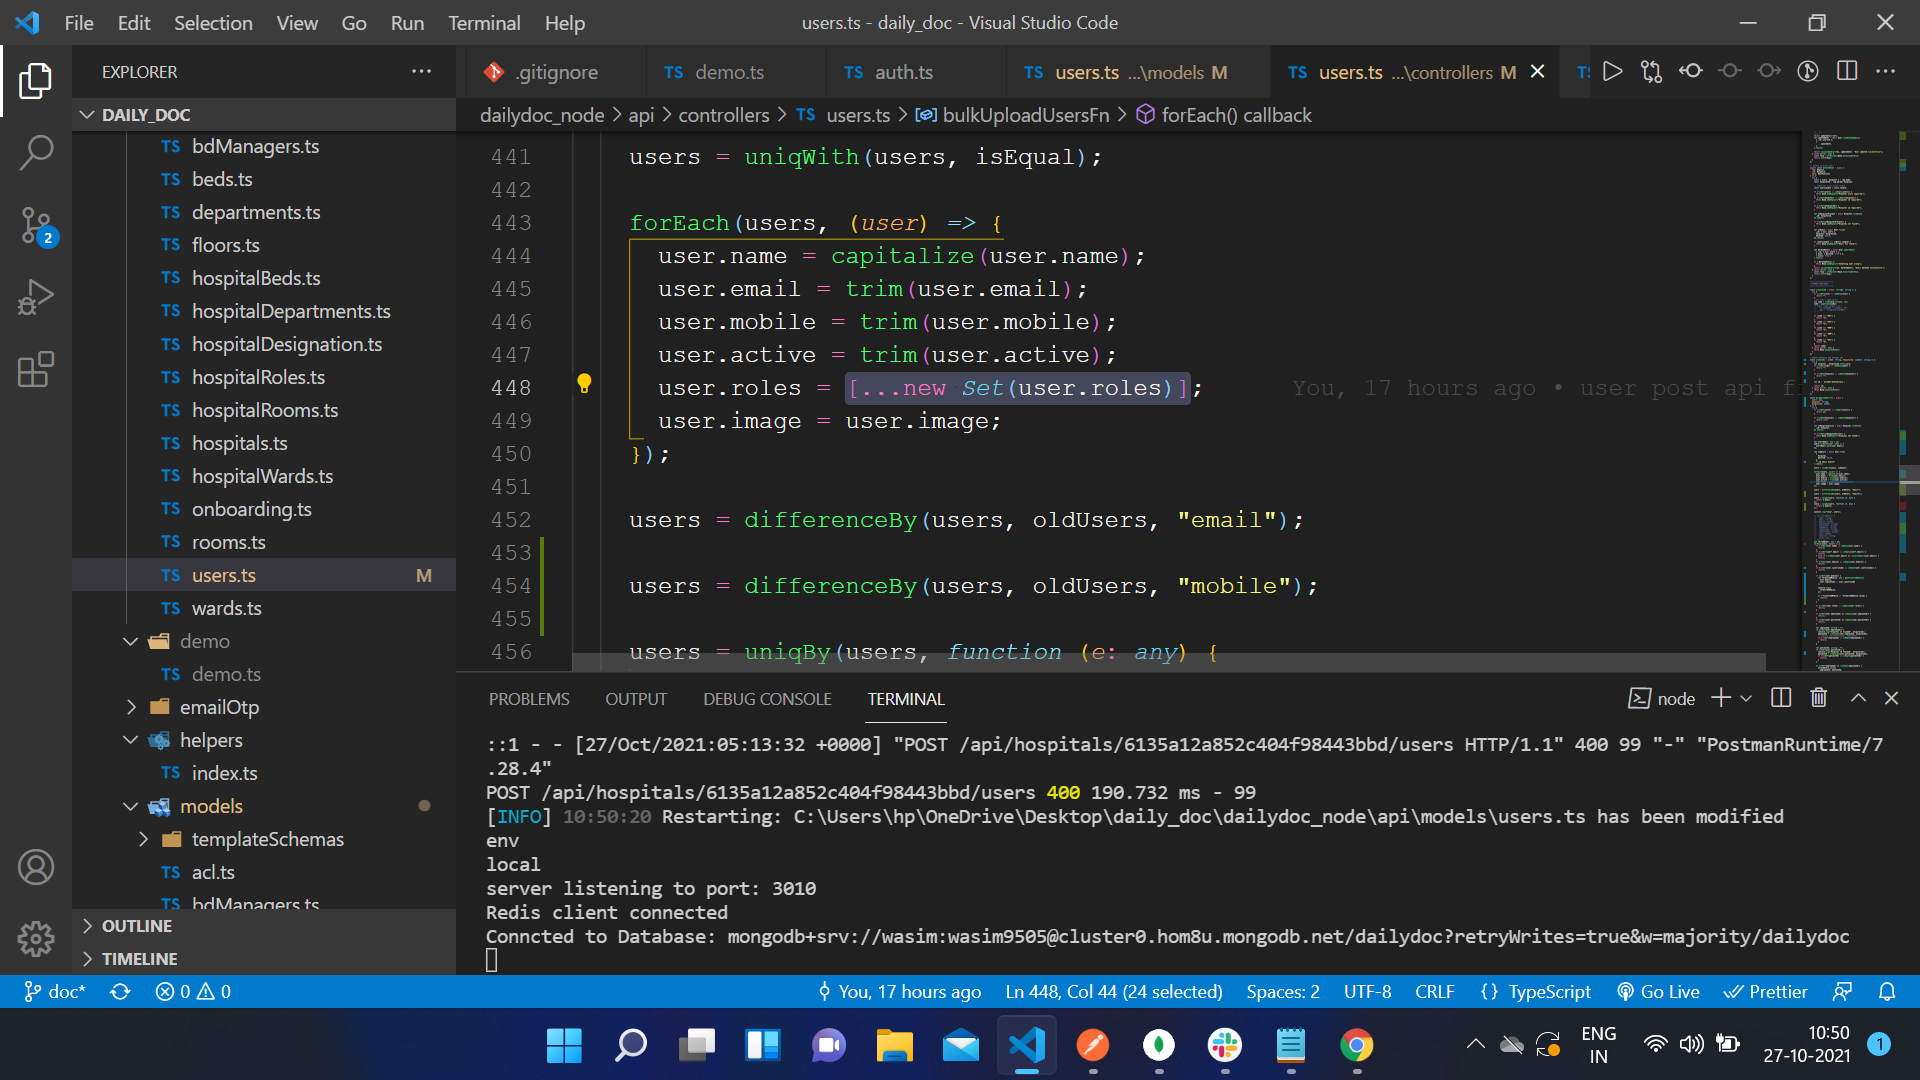 File Edit Selection View Go Run Terminal Help
users.ts - daily_doc - Visual Studio Code
EXPLORER
DAILY_DOC
TS bdManagers.ts
TS beds.ts
TS departments.ts
TS floors.ts
TS hospitalBeds.ts
TS hospitalDepartments.ts
TS hospitalDesignation.ts
TS hospitalRoles.ts
TS hospitalRooms.ts
TS hospitals.ts
TS hospitalWards.ts
TS onboarding.ts
TS rooms.ts
TS users.ts M
TS wards.ts
demo
TS demo.ts
emailOtp
helpers
TS index.ts
models
templateSchemas
TS acl.ts
TS bdManagers.ts
OUTLINE
TIMELINE
2
.gitignore TS demo.ts TS auth.ts TS users.ts ...\models M TS users.ts ...\controllers M
dailydoc_node > api > controllers > TS users.ts > bulkUploadUsersFn > forEach() callback
441 users = uniqWith(users, isEqual);
442
443 forEach(users, (user) => {
444 user.name = capitalize(user.name);
445 user.email = trim(user.email);
446 user.mobile = trim(user.mobile);
447 user.active = trim(user.active);
448 user.roles = [...new Set(user.roles)]; You, 17 hours ago • user post api
449 user.image = user.image;
450 });
451
452 users = differenceBy(users, oldUsers, "email");
453
454 users = differenceBy(users, oldUsers, "mobile");
455
456 users = uniqBy(users, function (e: any) {
PROBLEMS OUTPUT DEBUG CONSOLE TERMINAL
node
::1 - - [27/Oct/2021:05:13:32 +0000] "POST /api/hospitals/6135a12a852c404f98443bbd/users HTTP/1.1" 400 99 "-" "PostmanRuntime/7
.28.4"
POST /api/hospitals/6135a12a852c404f98443bbd/users 400 190.732 ms - 99
[INFO] 10:50:20 Restarting: C:\Users\hp\OneDrive\Desktop\daily_doc\dailydoc_node\api\models\users.ts has been modified
env
local
server listening to port: 3010
Redis client connected
Conncted to Database: mongodb+srv://wasim:wasim9505@cluster0.hom8u.mongodb.net/dailydoc?retryWrites=true&w=majority/dailydoc
doc* 0 0 You, 17 hours ago Ln 448, Col 44 (24 selected) Spaces: 2 UTF-8 CRLF {} TypeScript Go Live Prettier
ENG
IN
10:50
27-10-2021
1